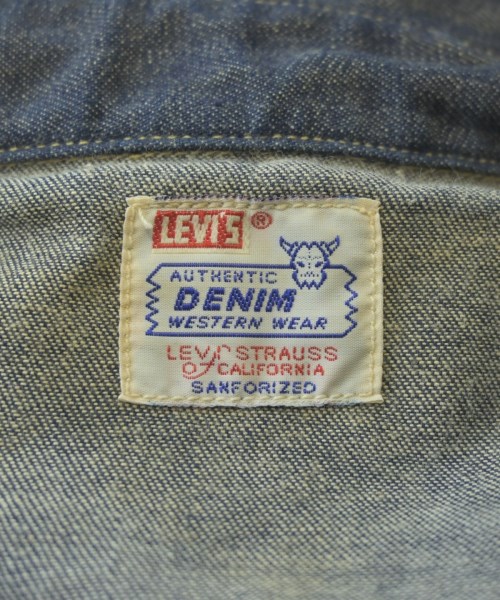 LEVI'S ®
AUTHENTIC
DENIM
WESTERN WEAR
LEVI STRAUSS
of CALIFORNIA
SANFORIZED